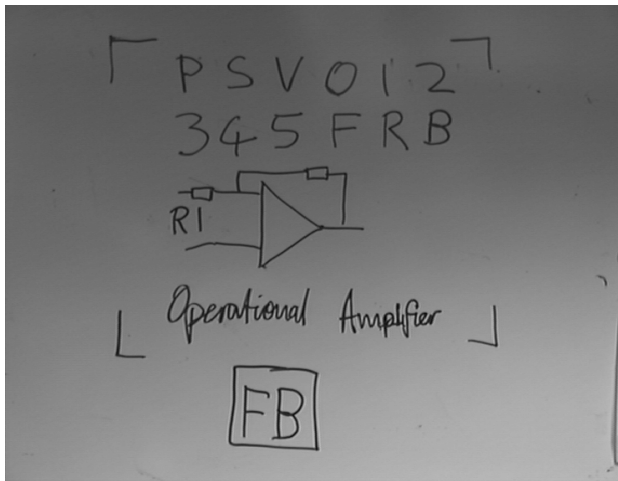 PSV012
345FRB
R1
Operational Amplifier
FB